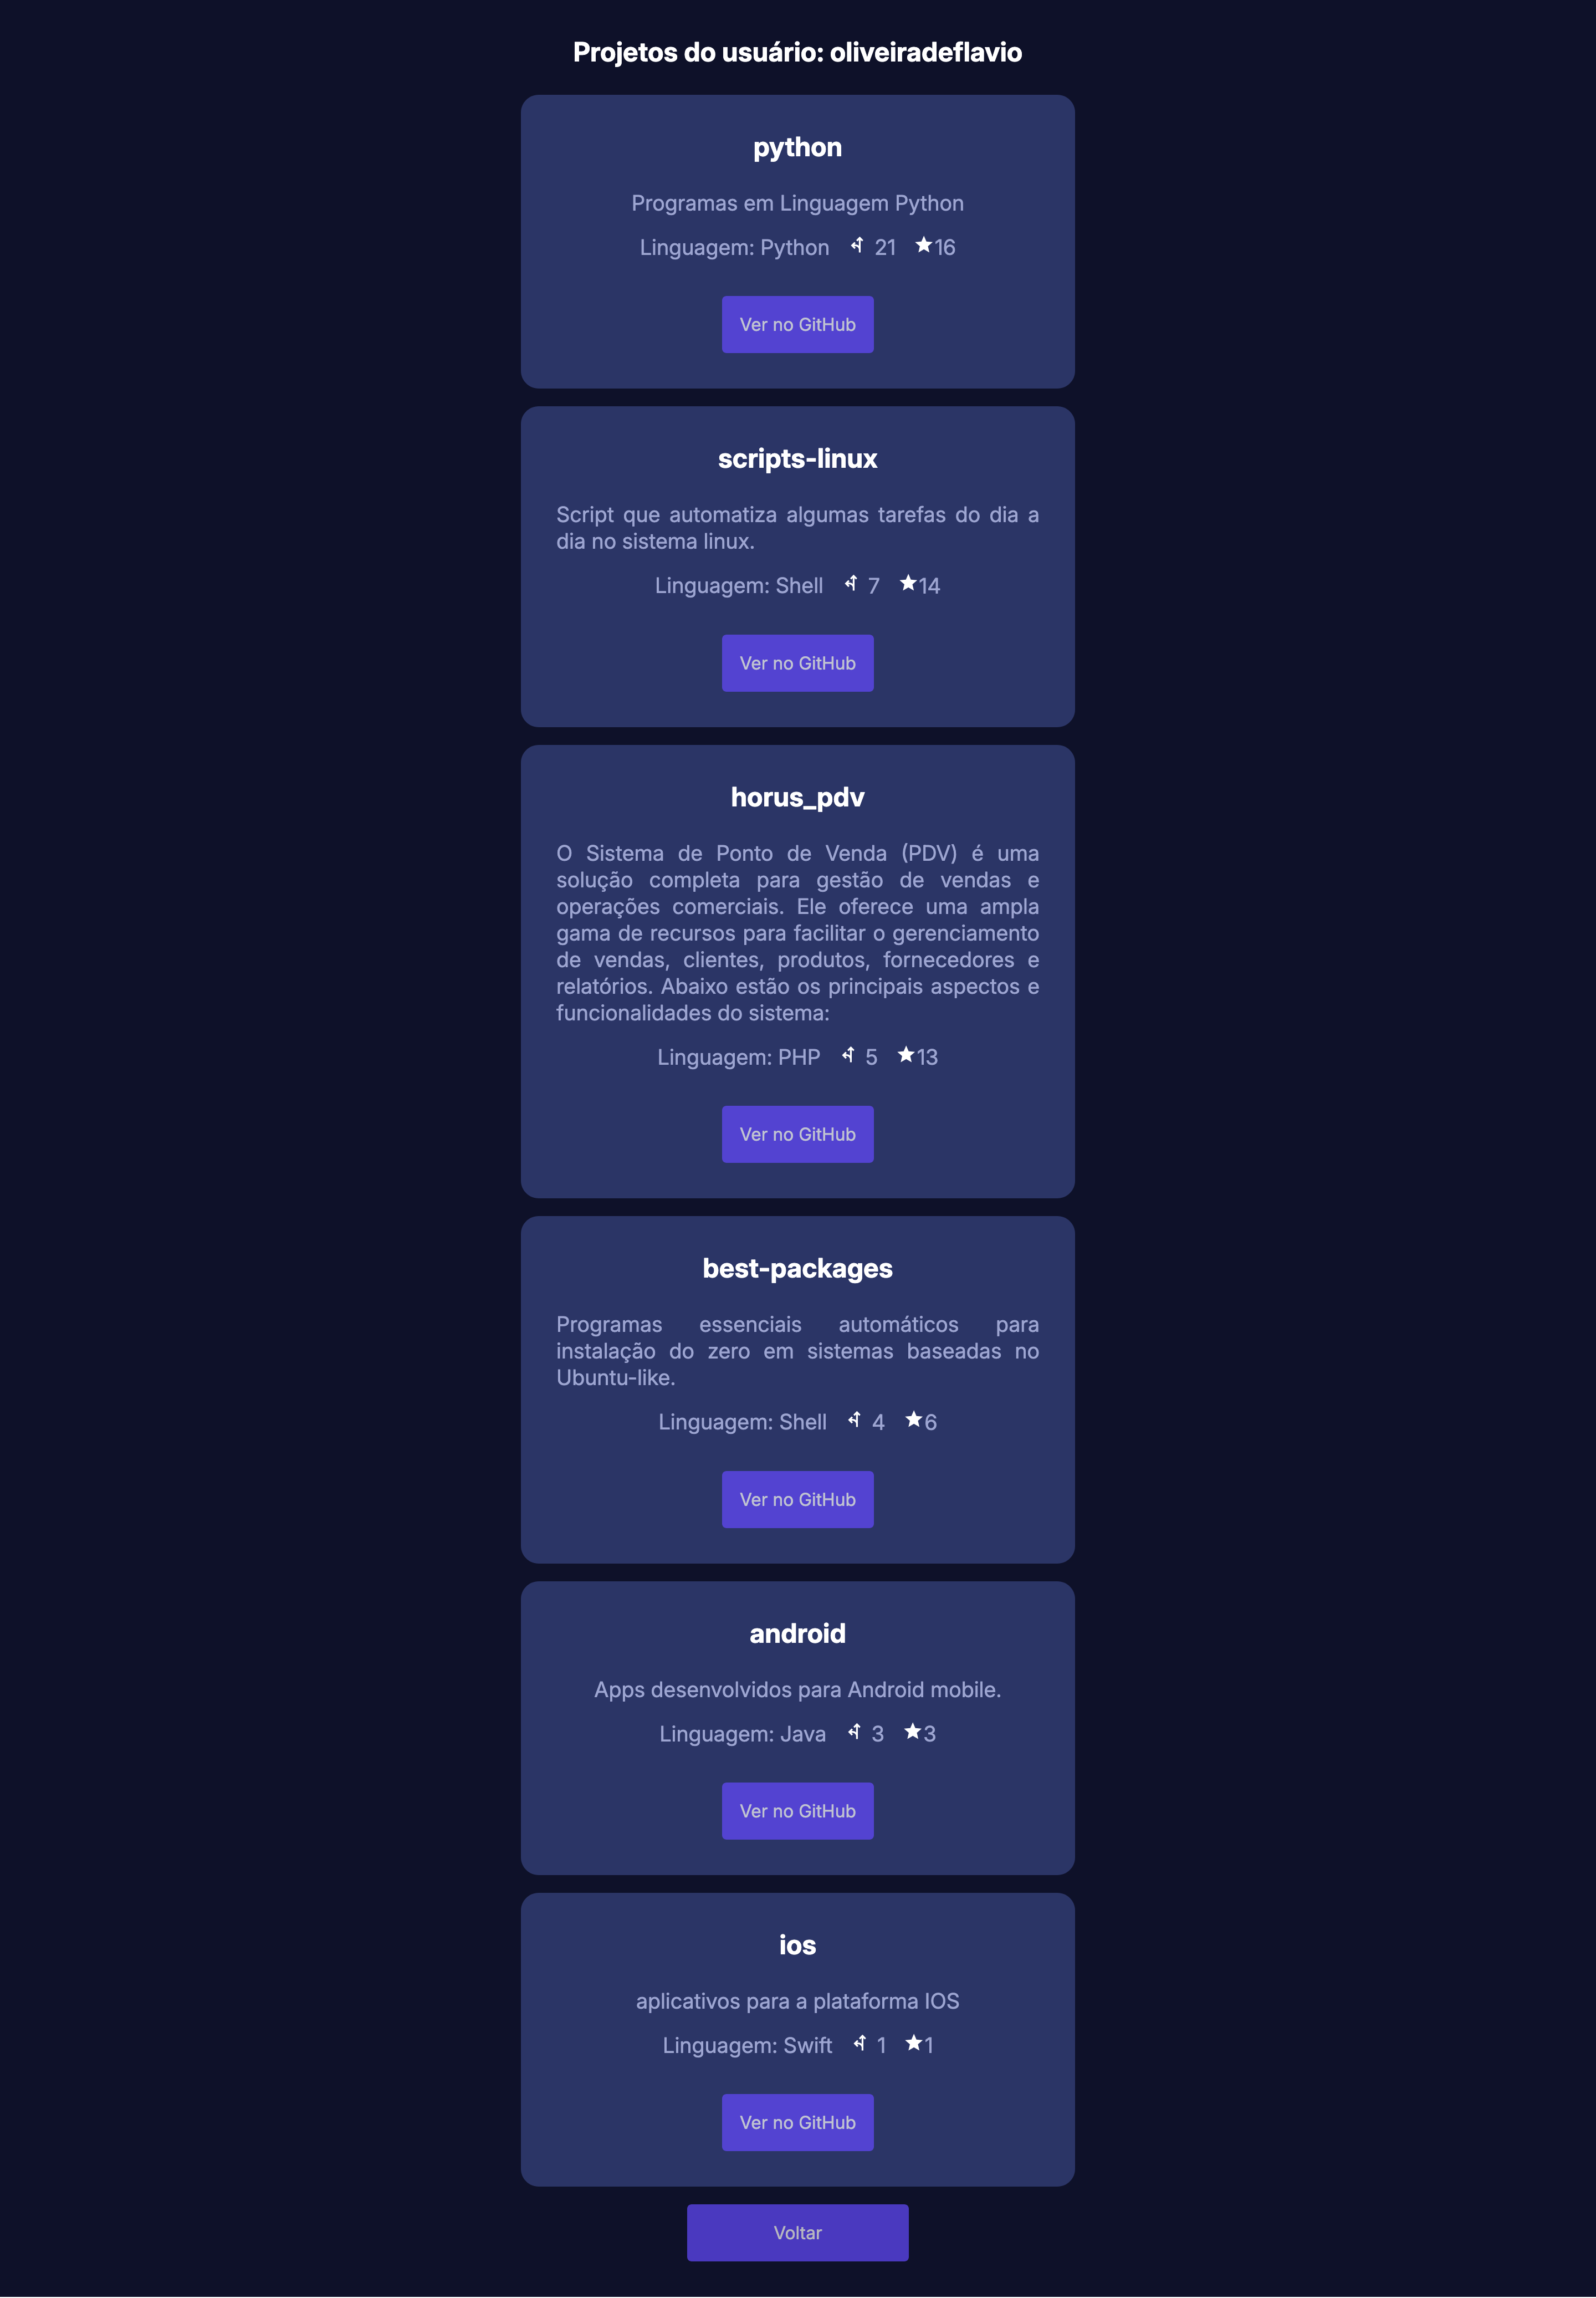 Projetos do usuário: oliveiradeflavio
python
Programas em Linguagem Python
Linguagem: Python 21 16
Ver no GitHub
scripts-linux
Script que automatiza algumas tarefas do dia a
dia no sistema linux.
Linguagem: Shell 7 14
Ver no GitHub
horus_pdv
O Sistema de Ponto de Venda (PDV) é uma
solução completa para gestão de vendas e
operações comerciais. Ele oferece uma ampla
gama de recursos para facilitar o gerenciamento
de vendas, clientes, produtos, fornecedores e
relatórios. Abaixo estão os principais aspectos e
funcionalidades do sistema:
Linguagem: PHP 5 13
Ver no GitHub
best-packages
Programas essenciais automáticos para
instalação do zero em sistemas baseadas no
Ubuntu-like.
Linguagem: Shell 4 6
Ver no GitHub
android
Apps desenvolvidos para Android mobile.
Linguagem: Java 3 3
Ver no GitHub
ios
aplicativos para a plataforma IOS
Linguagem: Swift 1 1
Ver no GitHub
Voltar